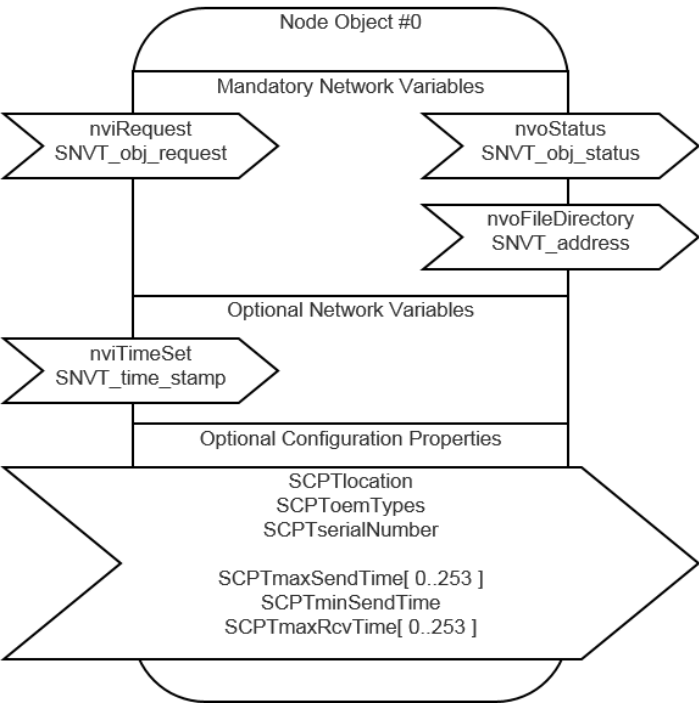 Node Object #0
Mandatory Network Variables
nviRequest
SNVT_obj_request
nvoStatus
SNVT_obj_status
nvoFileDirectory
SNVT_address
Optional Network Variables
nviTimeSet
SNVT_time_stamp
Optional Configuration Properties
SCPTlocation
SCPToemTypes
SCPTserialNumber
SCPTmaxSendTime[ 0..253 ]
SCPTminSendTime
SCPTmaxRcvTime[ 0..253 ]